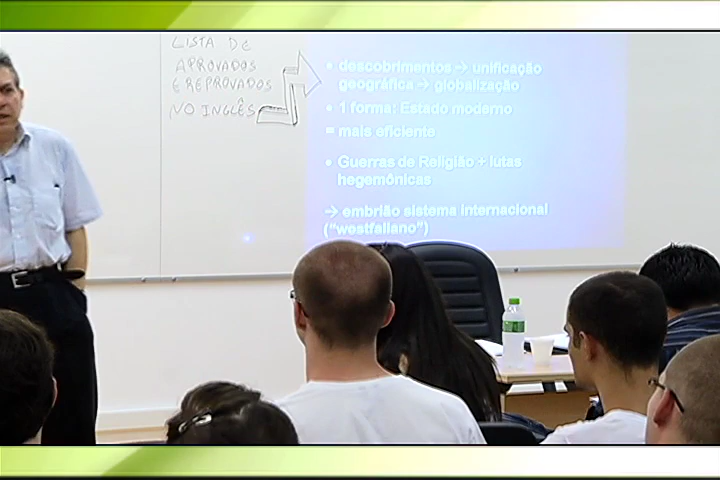 LISTA DE
APROVADOS
E REPROVADOS
NO INGLÊS
• descobrimentos → unificação
geográfica → globalização
• 1 forma: Estado moderno
= mais eficiente
• Guerras de Religião + lutas
hegemônicas
→ embrião sistema internacional
("westfaliano")